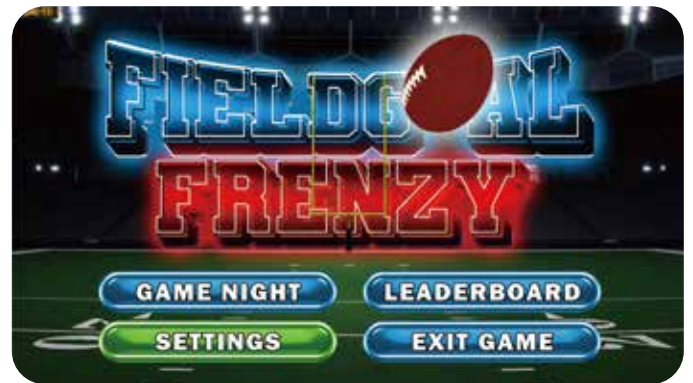 FIELDGOAL
FRENZY
GAME NIGHT
LEADERBOARD
SETTINGS
EXIT GAME